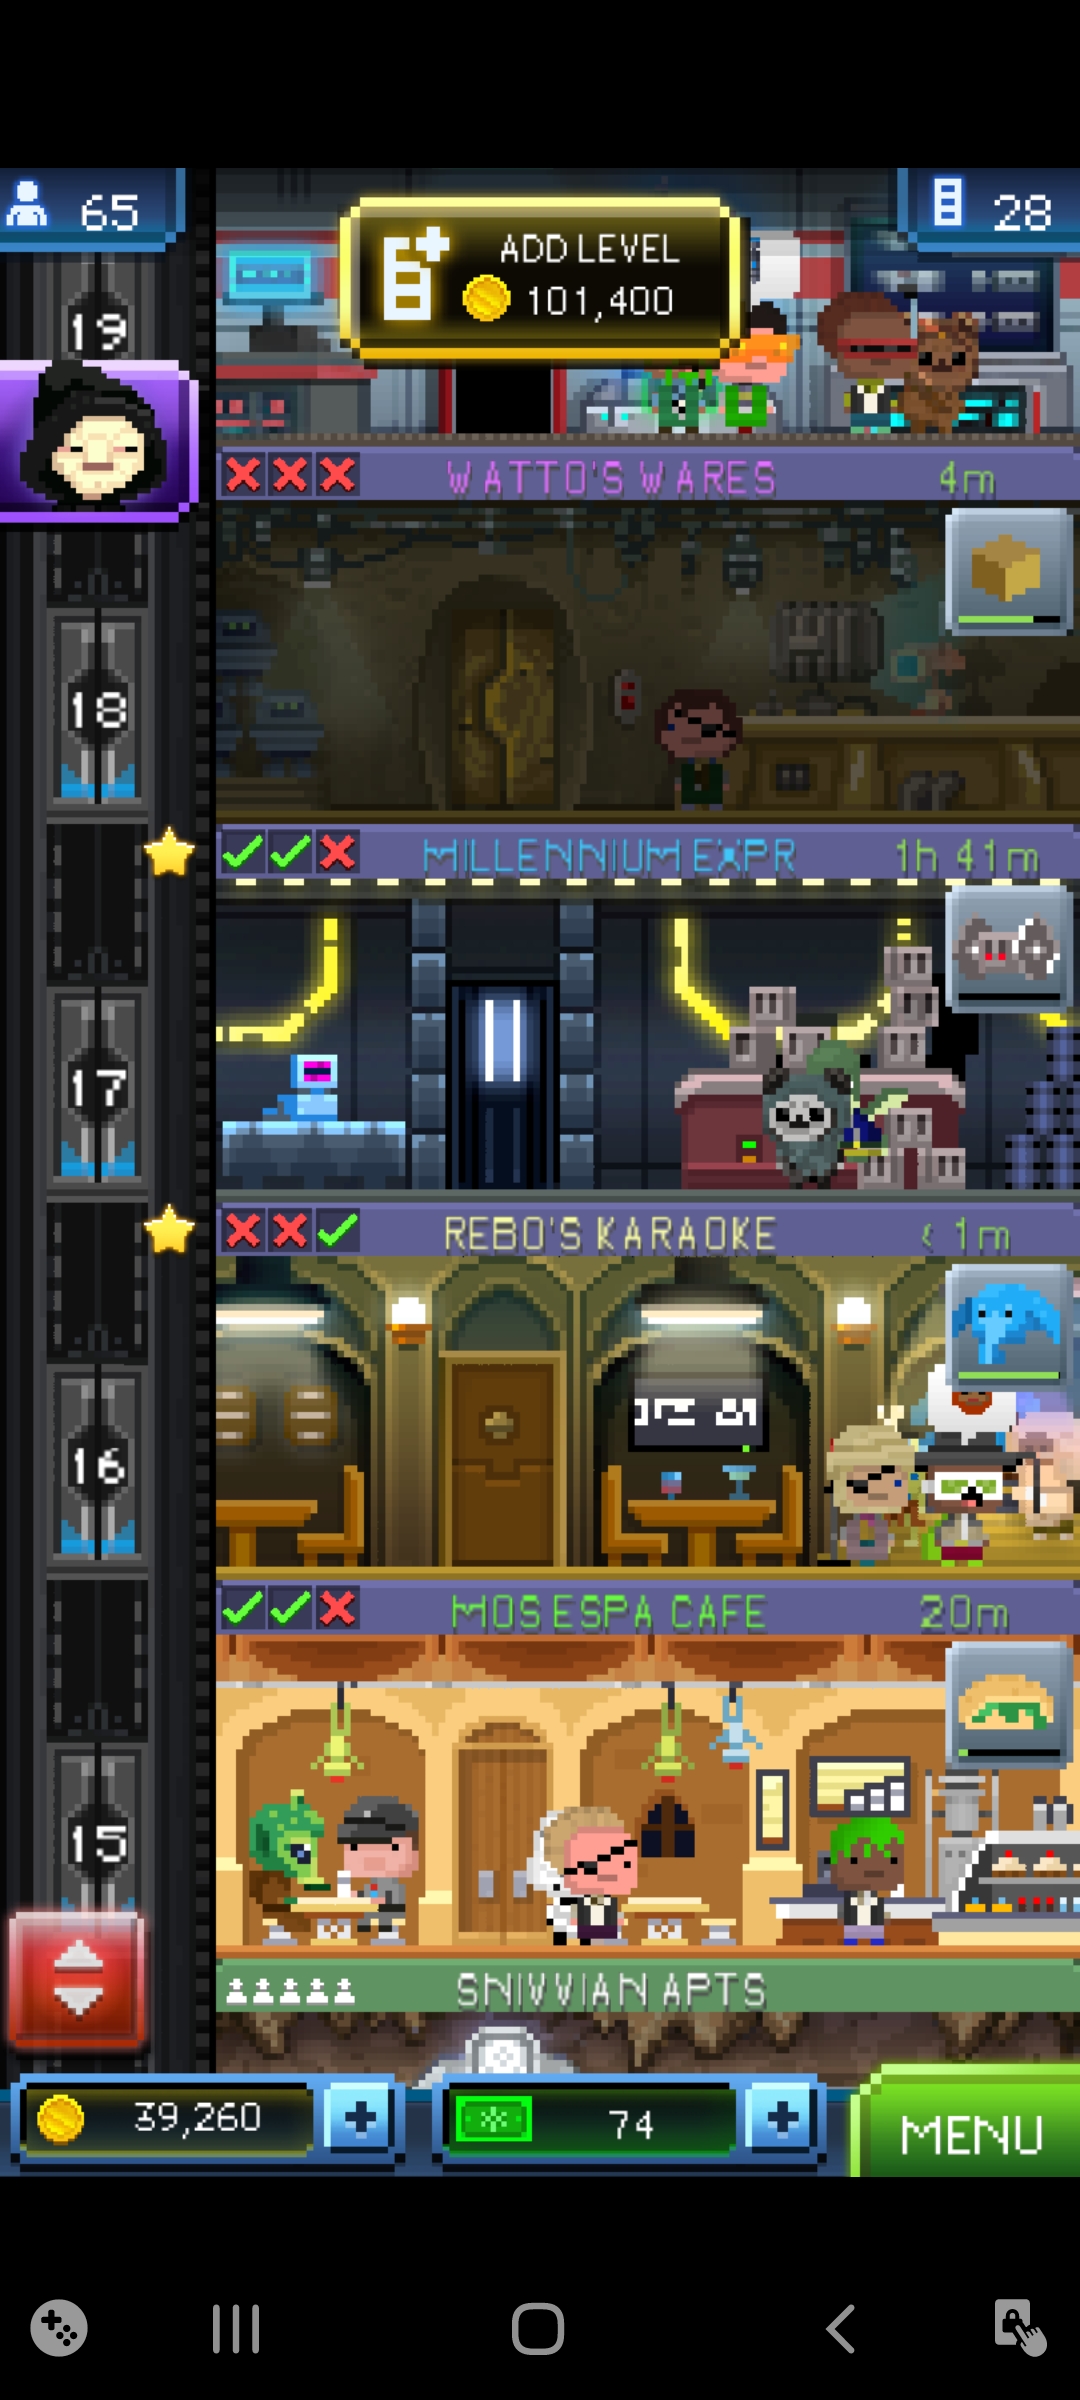 65
ADD LEVEL
101,400
28
19
WATTO'S WARES
4m
18
MILLENNIUM EXPR
1h 41m
17
REBO'S KARAOKE
< 1m
16
MOS ESPA CAFE
20m
15
SNIVVIAN APTS
39,260
74
MENU